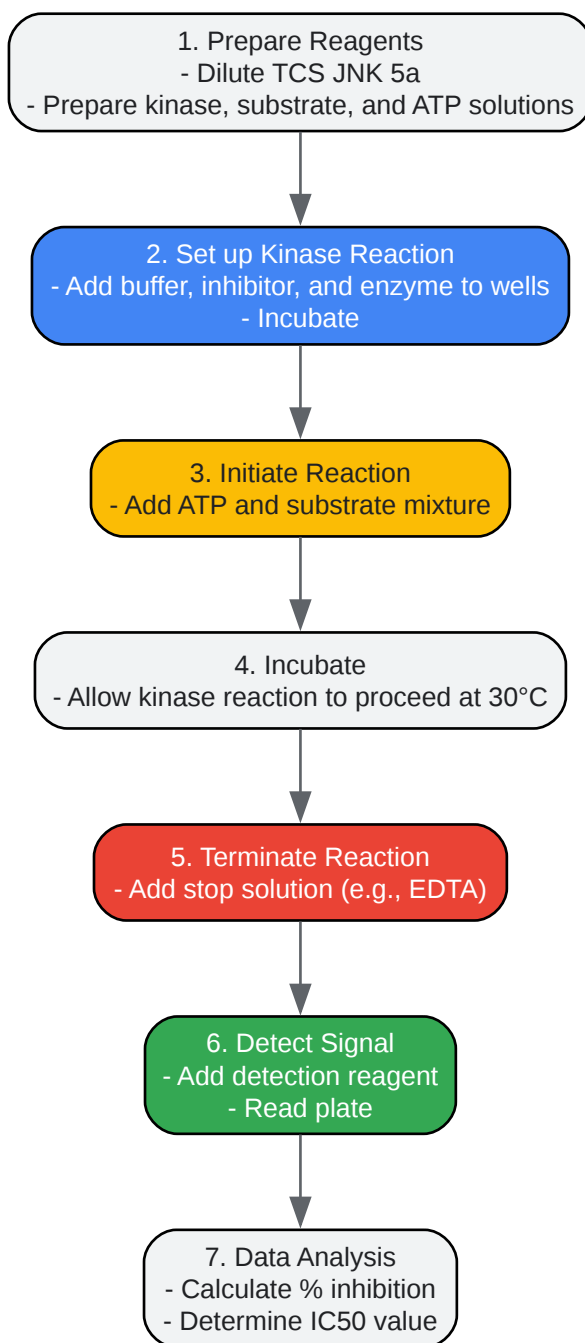 1. Prepare Reagents
- Dilute TCS JNK 5a
- Prepare kinase, substrate, and ATP solutions
2. Set up Kinase Reaction
- Add buffer, inhibitor, and enzyme to wells
- Incubate
3. Initiate Reaction
- Add ATP and substrate mixture
4. Incubate
- Allow kinase reaction to proceed at 30°C
5. Terminate Reaction
- Add stop solution (e.g., EDTA)
6. Detect Signal
- Add detection reagent
- Read plate
7. Data Analysis
- Calculate % inhibition
- Determine IC50 value